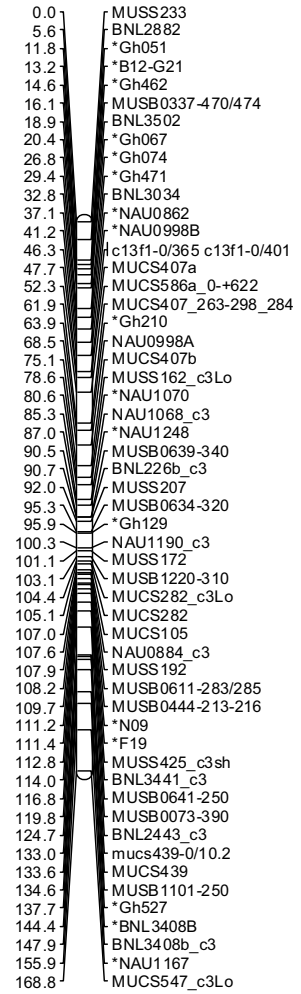 0.0 MUSS233
5.6 BNL2882
11.8 *Gh051
13.2 *B12-G21
14.6 *Gh462
16.1 MUSB0337-470/474
18.9 BNL3502
20.4 *Gh067
26.8 *Gh074
29.4 *Gh471
32.8 BNL3034
37.1 *NAU0862
41.2 *NAU0998B
46.3 c13f1-0/365 c13f1-0/401
47.7 MUCS407a
52.3 MUCS586a_0-+622
61.9 MUCS407_263-298_284
63.9 *Gh210
68.5 NAU0998A
75.1 MUCS407b
78.6 MUSS162_c3Lo
80.6 *NAU1070
85.3 NAU1068_c3
87.0 *NAU1248
90.5 MUSB0639-340
90.7 BNL226b_c3
92.0 MUSS207
95.3 MUSB0634-320
95.9 *Gh129
100.3 NAU1190_c3
101.1 MUSS172
103.1 MUSB1220-310
104.4 MUCS282_c3Lo
105.1 MUCS282
107.0 MUCS105
107.6 NAU0884_c3
107.9 MUSS192
108.2 MUSB0611-283/285
109.7 MUSB0444-213-216
111.2 *N09
111.4 *F19
112.8 MUSS425_c3sh
114.0 BNL3441_c3
116.8 MUSB0641-250
119.8 MUSB0073-390
124.7 BNL2443_c3
133.0 mucs439-0/10.2
133.6 MUCS439
134.6 MUSB1101-250
137.7 *Gh527
144.4 *BNL3408B
147.9 BNL3408b_c3
155.9 *NAU1167
168.8 MUCS547_c3Lo